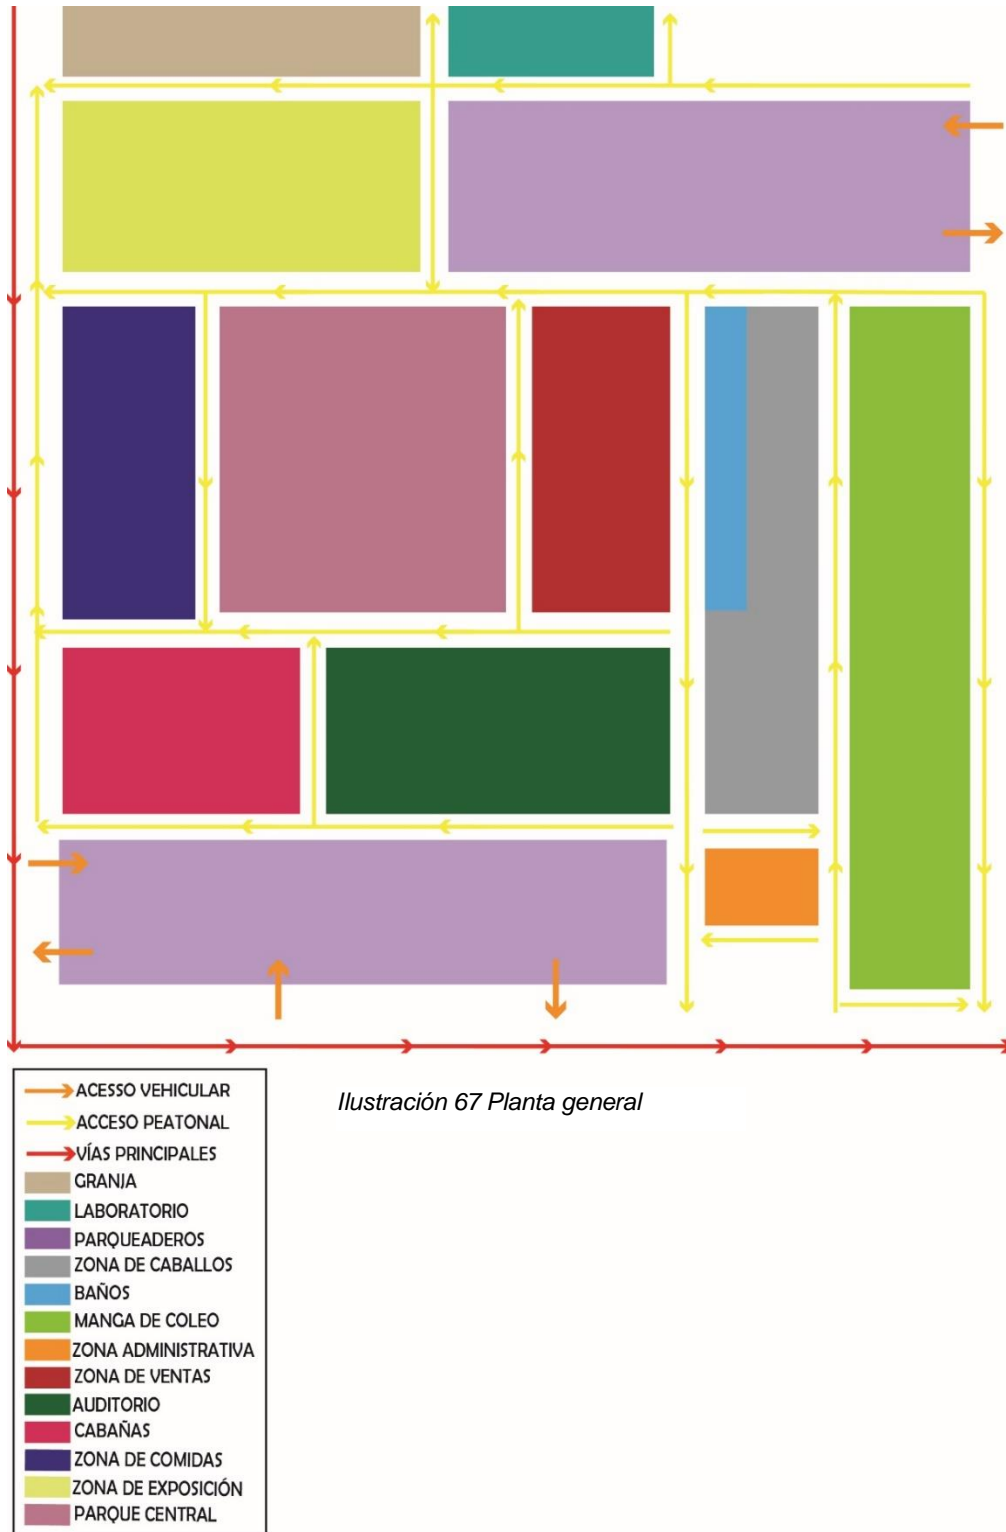 ACESSO VEHICULAR
ACCESO PEATONAL
VÍAS PRINCIPALES
GRANJA
LABORATORIO
PARQUEADEROS
ZONA DE CABALLOS
BAÑOS
MANGA DE COLEO
ZONA ADMINISTRATIVA
ZONA DE VENTAS
AUDITORIO
CABAÑAS
ZONA DE COMIDAS
ZONA DE EXPOSICIÓN
PARQUE CENTRAL
Ilustración 67 Planta general